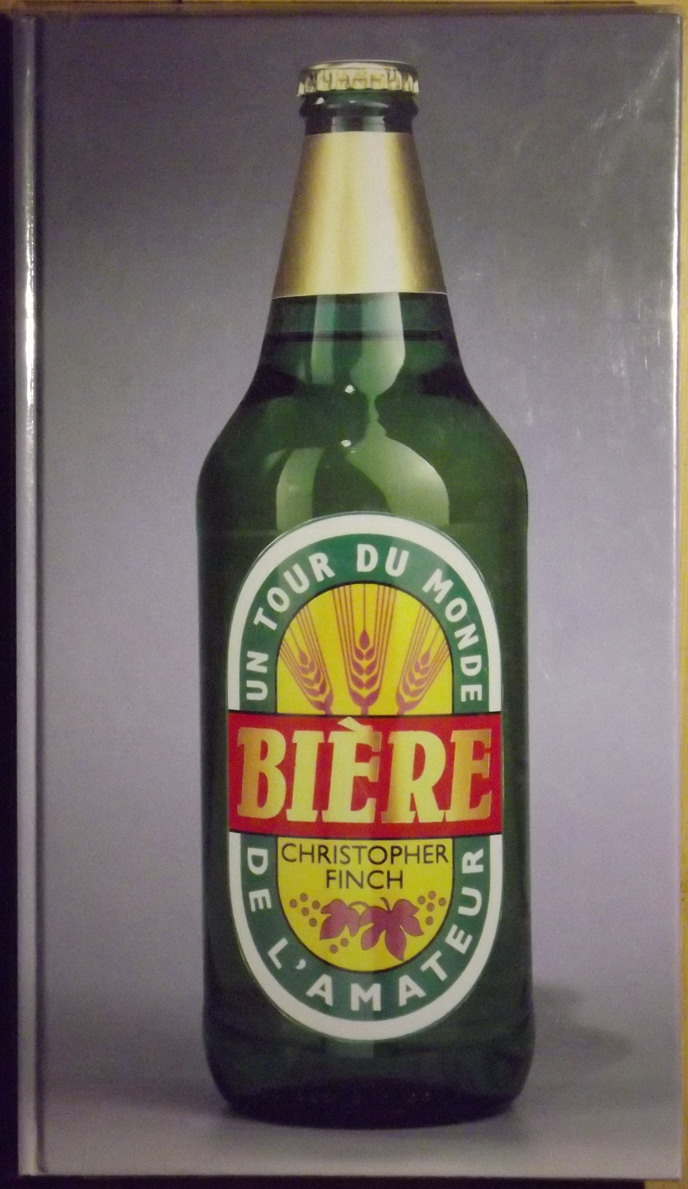 UN TOUR DU MONDE
BIÈRE
CHRISTOPHER
FINCH
DE L'AMATEUR